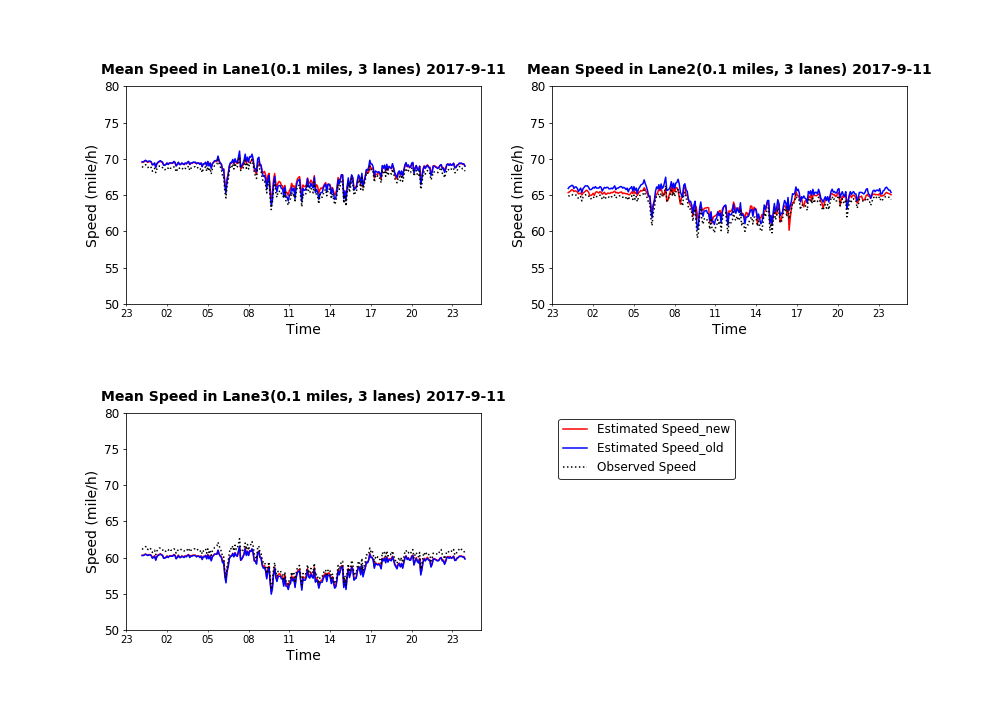 Mean Speed in Lane1(0.1 miles, 3 lanes) 2017-9-11
80
75
70
65
60
55
50
Speed (mile/h)
23 02 05 08 11 14 17 20 23
Time
Mean Speed in Lane2(0.1 miles, 3 lanes) 2017-9-11
80
75
70
65
60
55
50
Speed (mile/h)
23 02 05 08 11 14 17 20 23
Time
Mean Speed in Lane3(0.1 miles, 3 lanes) 2017-9-11
80
75
70
65
60
55
50
Speed (mile/h)
23 02 05 08 11 14 17 20 23
Time
Estimated Speed_new
Estimated Speed_old
Observed Speed